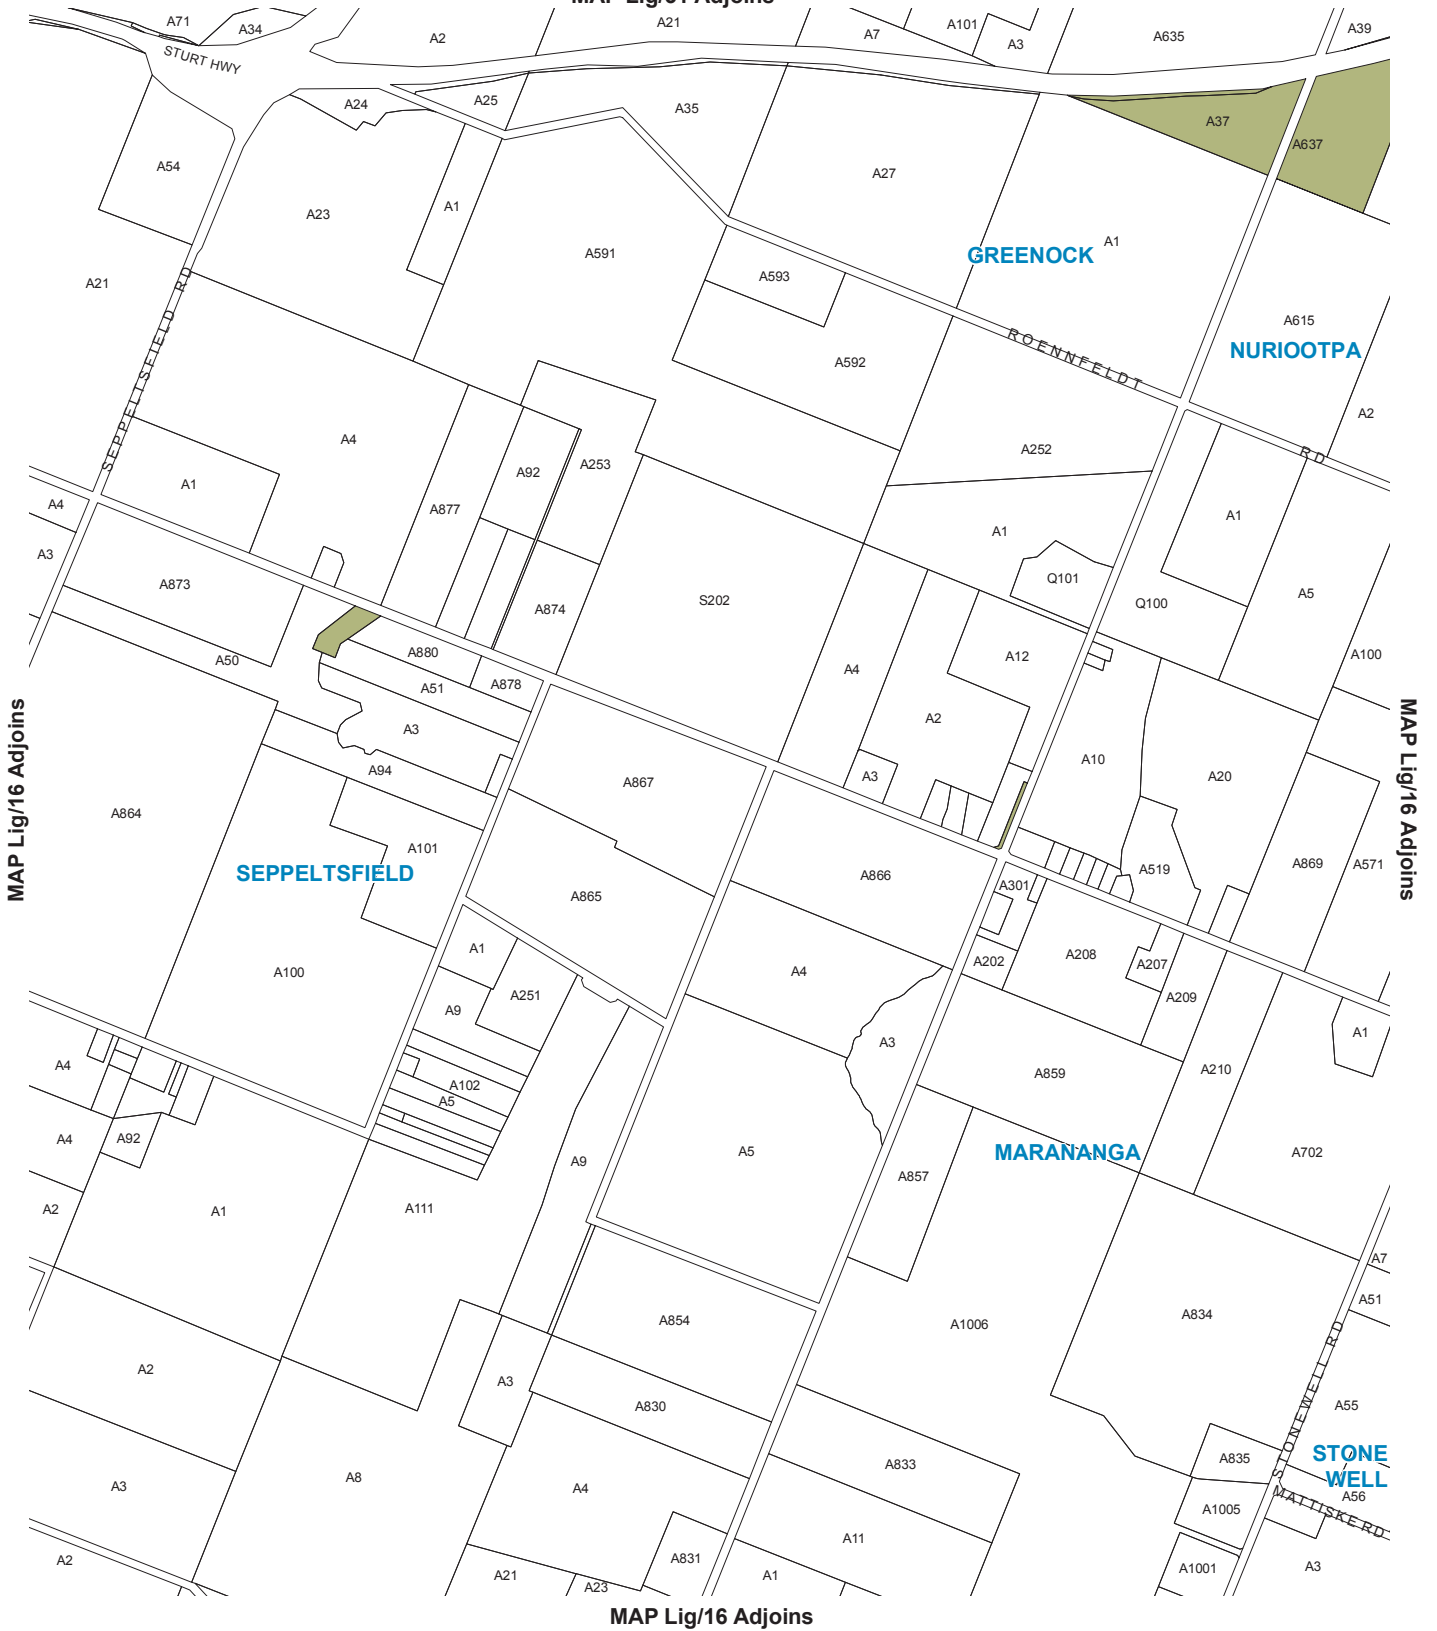 MAP Lig/31 Adjoins
A71
A34
A2
A21
A7
A101
A3
A635
A39
STURT HWY
A24
A25
A35
A37
A637
A54
A23
A1
A27
A591
A1
GREENOCK
A21
A593
A615
NURIOOTPA
SEPPELTSFIELD RD
ROENNFELDT
RD
A592
A2
A4
A252
A92
A253
A1
A877
A4
A1
A1
A3
A873
Q101
Q100
A5
S202
A874
A50
A880
A51
A878
A4
A12
A100
A3
A2
A10
A20
A94
A867
A3
MAP Lig/16 Adjoins
MAP Lig/16 Adjoins
A864
A101
SEPPELTSFIELD
A866
A519
A869
A571
A865
A301
A1
A208
A207
A100
A251
A4
A202
A209
A9
A3
A1
A4
A102
A5
A859
A210
A4
A92
A5
A9
MARANANGA
A702
A857
A2
A1
A111
A7
A51
A854
A1006
A834
STONEWELL RD
A2
A3
A830
A55
A835
STONE
WELL
A833
A3
A8
A4
A56
MATTISKE RD
A1005
A11
A2
A831
A21
A23
A1
A1001
A3
MAP Lig/16 Adjoins